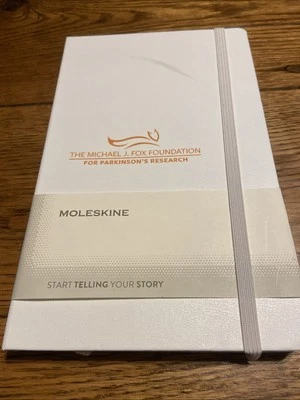 THE MICHAEL J. FOX FOUNDATION
FOR PARKINSON'S RESEARCH
MOLESKINE
START TELLING YOUR STORY